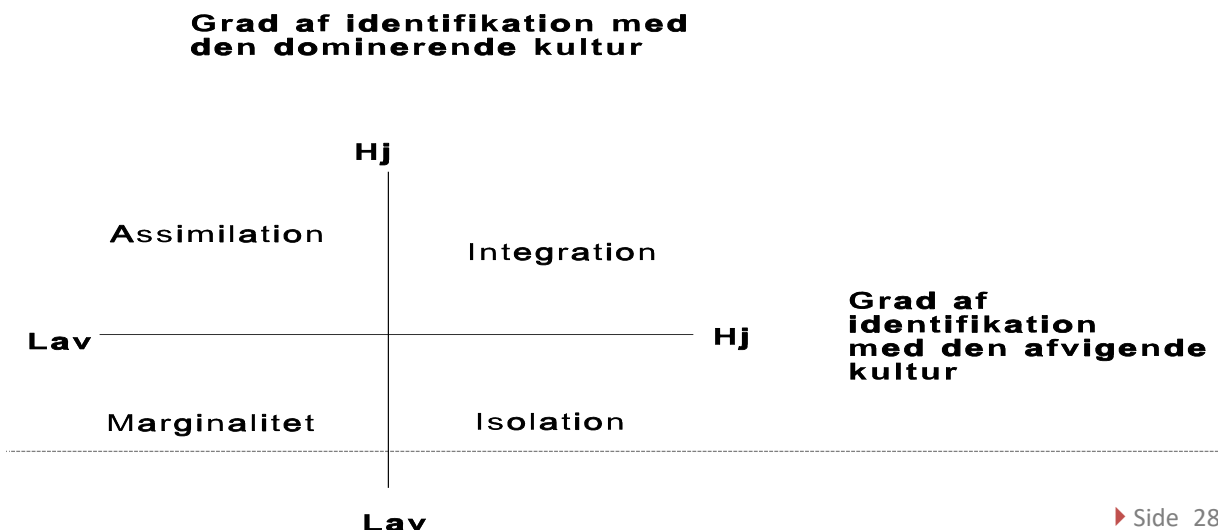 Grad af identifikation med
den dominerende kultur
Hj
Assimilation
Integration
Grad af
identifikation
med den afvigende
kultur
Lav
Hj
Marginalitet
Isolation
Lav
Side 28